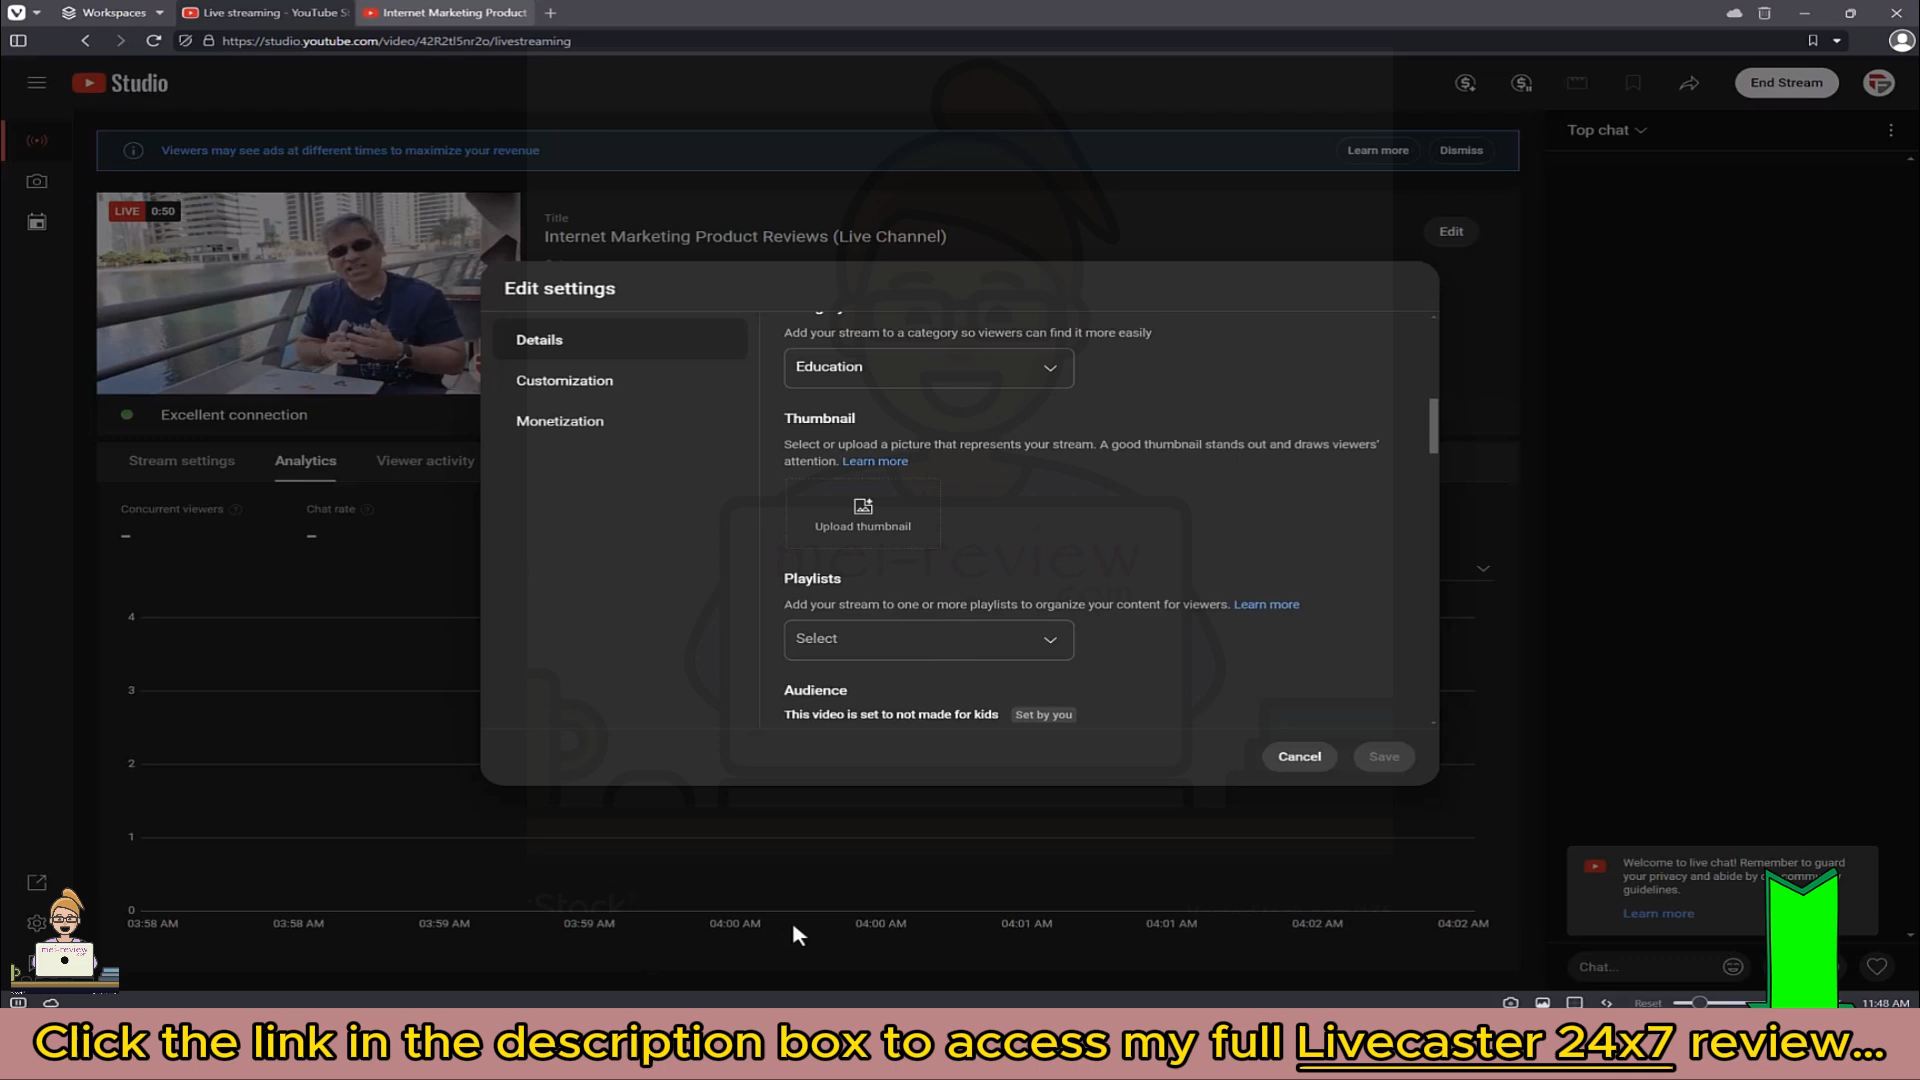 Workspaces
Live streaming - YouTube S
Internet Marketing Product
https://studio.youtube.com/video/42R2tl5nr2o/livestreaming
Studio
End Stream
Viewers may see ads at different times to maximize your revenue
Learn more
Dismiss
Top chat
LIVE 0:50
Title
Internet Marketing Product Reviews (Live Channel)
Edit
Edit settings
Details
Customization
Monetization
Add your stream to a category so viewers can find it more easily
Education
Thumbnail
Select or upload a picture that represents your stream. A good thumbnail stands out and draws viewers'
attention. Learn more
Upload thumbnail
Playlists
Add your stream to one or more playlists to organize your content for viewers. Learn more
Select
Audience
This video is set to not made for kids Set by you
Cancel
Save
Excellent connection
Stream settings
Analytics
Viewer activity
Concurrent viewers
Chat rate
–
–
4
3
2
1
0
03:58 AM
03:58 AM
03:59 AM
03:59 AM
04:00 AM
04:00 AM
04:01 AM
04:01 AM
04:02 AM
04:02 AM
mei-review
.com
Welcome to live chat! Remember to guard
your privacy and abide by
guidelines.
Learn more
Chat...
mei-review
Reset
11:48 AM
Click the link in the description box to access my full Livecaster 24x7 review...